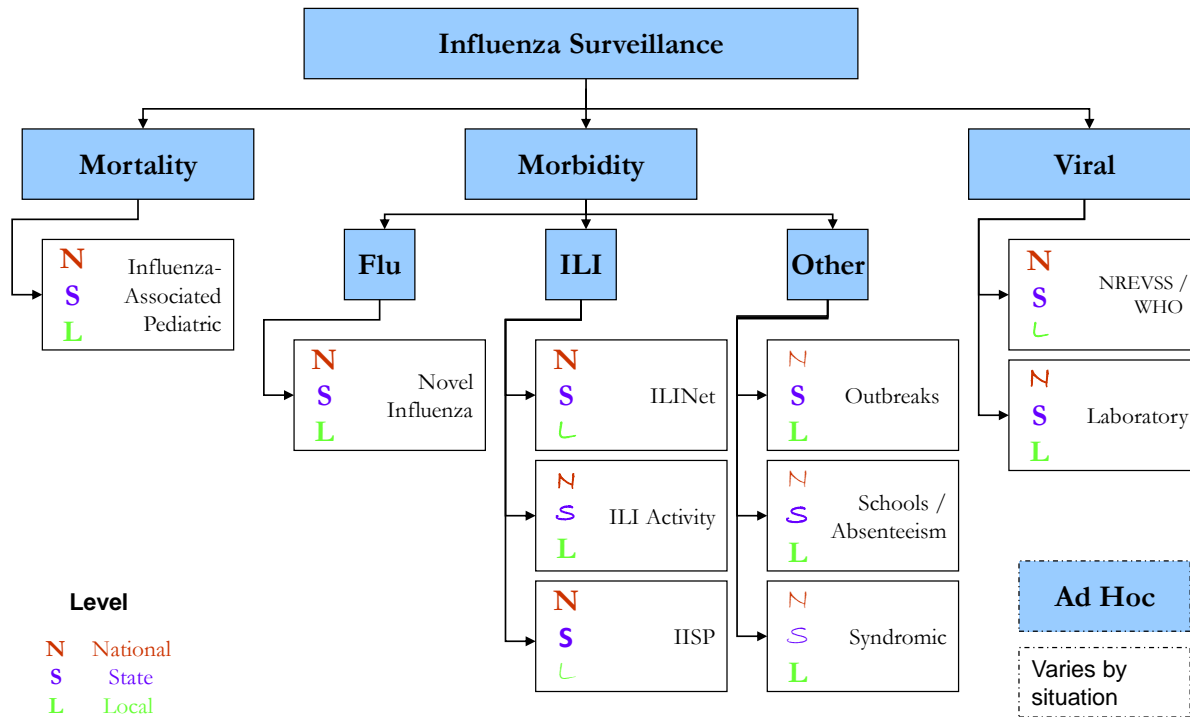 Influenza Surveillance
Mortality
Morbidity
Viral
Flu
ILI
Other
N
S
L
Influenza-
Associated
Pediatric
N
S
L
Novel
Influenza
N
S
L
ILINet
N
S
L
ILI Activity
N
S
L
IISP
N
S
L
Outbreaks
N
S
L
Schools /
Absenteeism
N
S
L
Syndromic
N
S
L
NREVSS /
WHO
N
S
L
Laboratory
Level
N National
S State
L Local
Ad Hoc
Varies by
situation